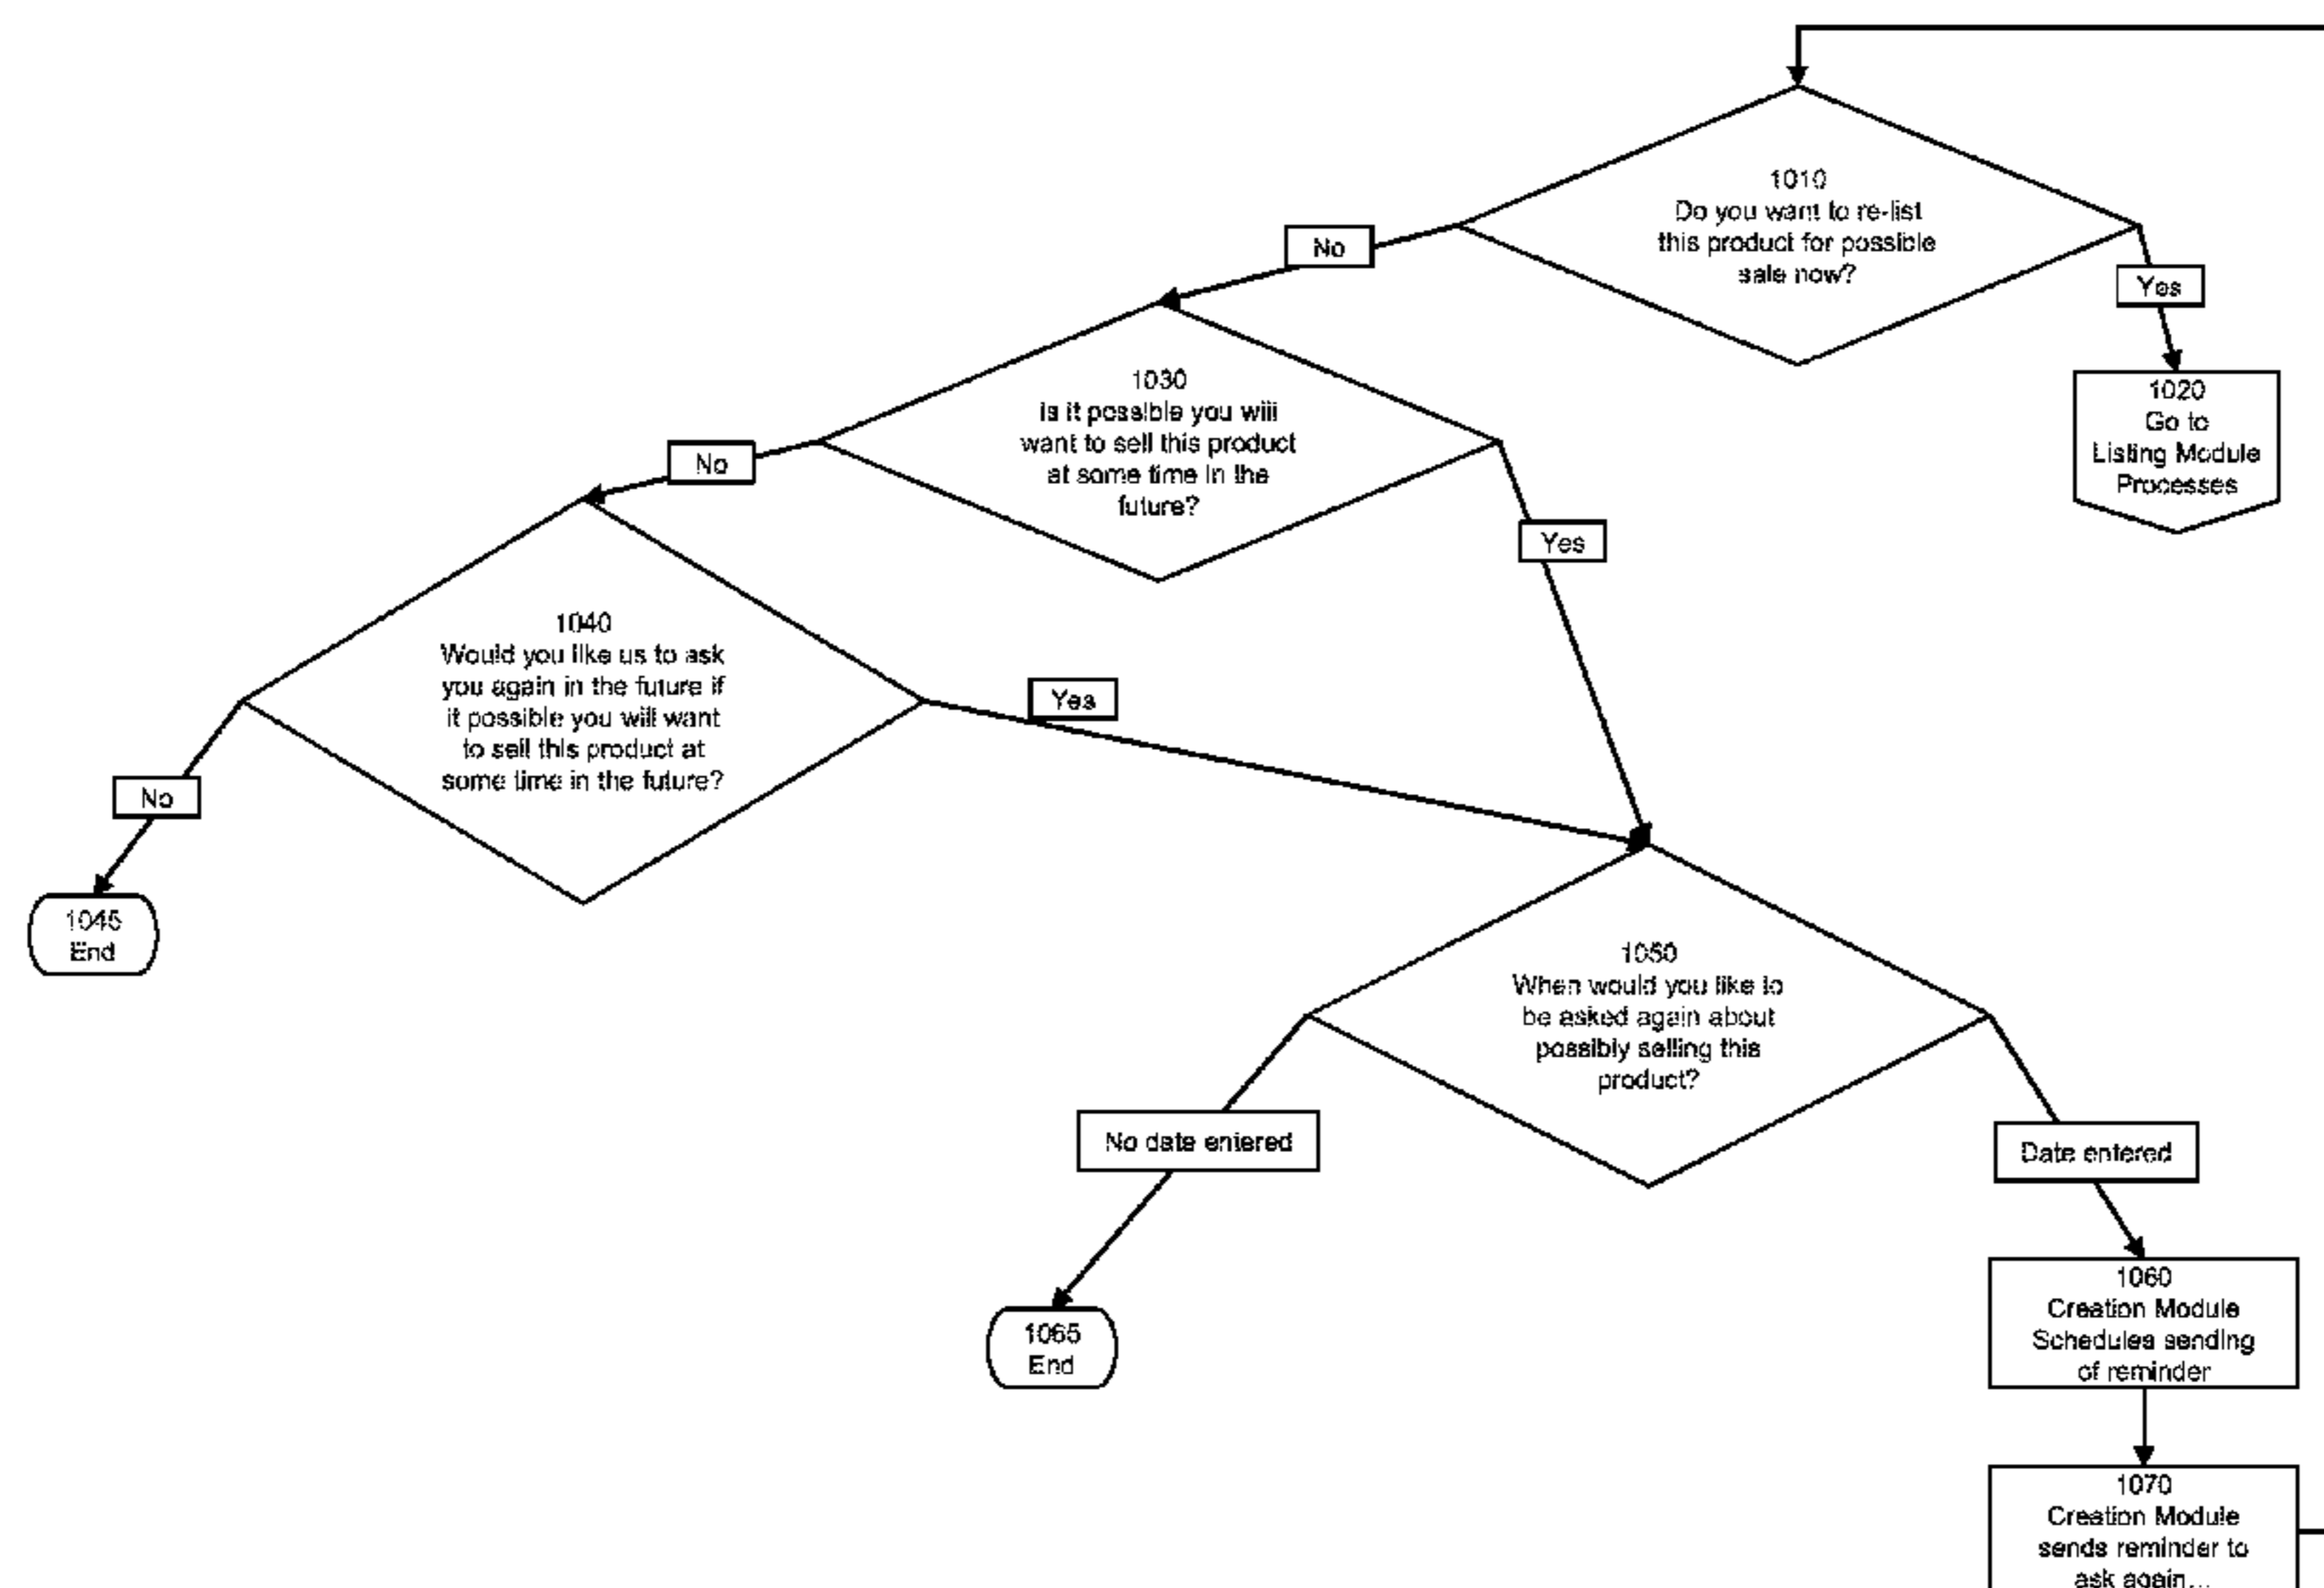 1010
Do you want to re-list
this product for possible
sale now?
No
Yes
1020
Go to
Listing Module
Processes
1030
Is it possible you will
want to sell this product
at some time in the
future?
No
Yes
1040
Would you like us to ask
you again in the future if
it possible you will want
to sell this product at
some time in the future?
Yes
No
1045
End
1050
When would you like to
be asked again about
possibly selling this
product?
No date entered
Date entered
1065
End
1060
Creation Module
Schedules sending
of reminder
1070
Creation Module
sends reminder to
ask again...